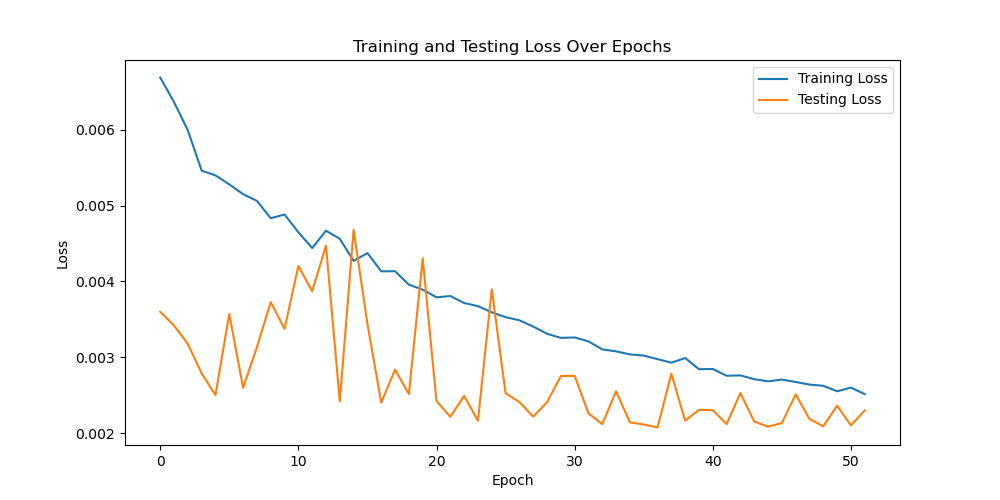 Training and Testing Loss Over Epochs
Training Loss
Testing Loss
Loss
0.006
0.005
0.004
0.003
0.002
0 10 20 30 40 50
Epoch